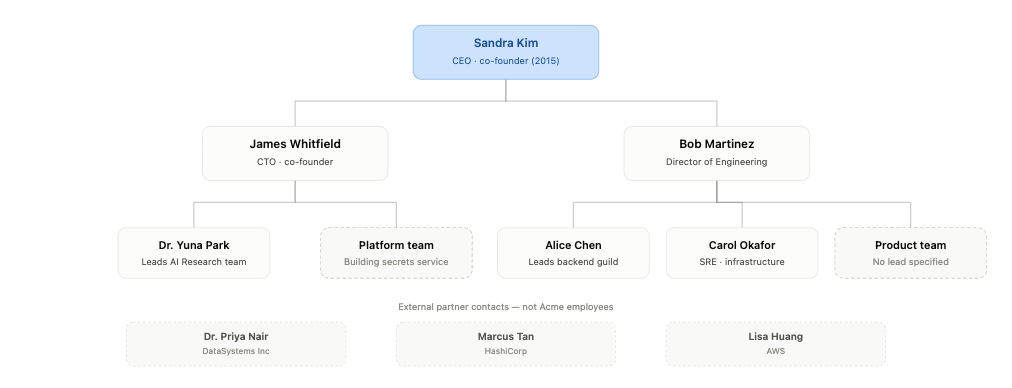 Sandra Kim
CEO · co-founder (2015)
James Whitfield
CTO · co-founder
Bob Martinez
Director of Engineering
Dr. Yuna Park
Leads AI Research team
Platform team
Building secrets service
Alice Chen
Leads backend guild
Carol Okafor
SRE · infrastructure
Product team
No lead specified
External partner contacts — not Acme employees
Dr. Priya Nair
DataSystems Inc
Marcus Tan
HashiCorp
Lisa Huang
AWS